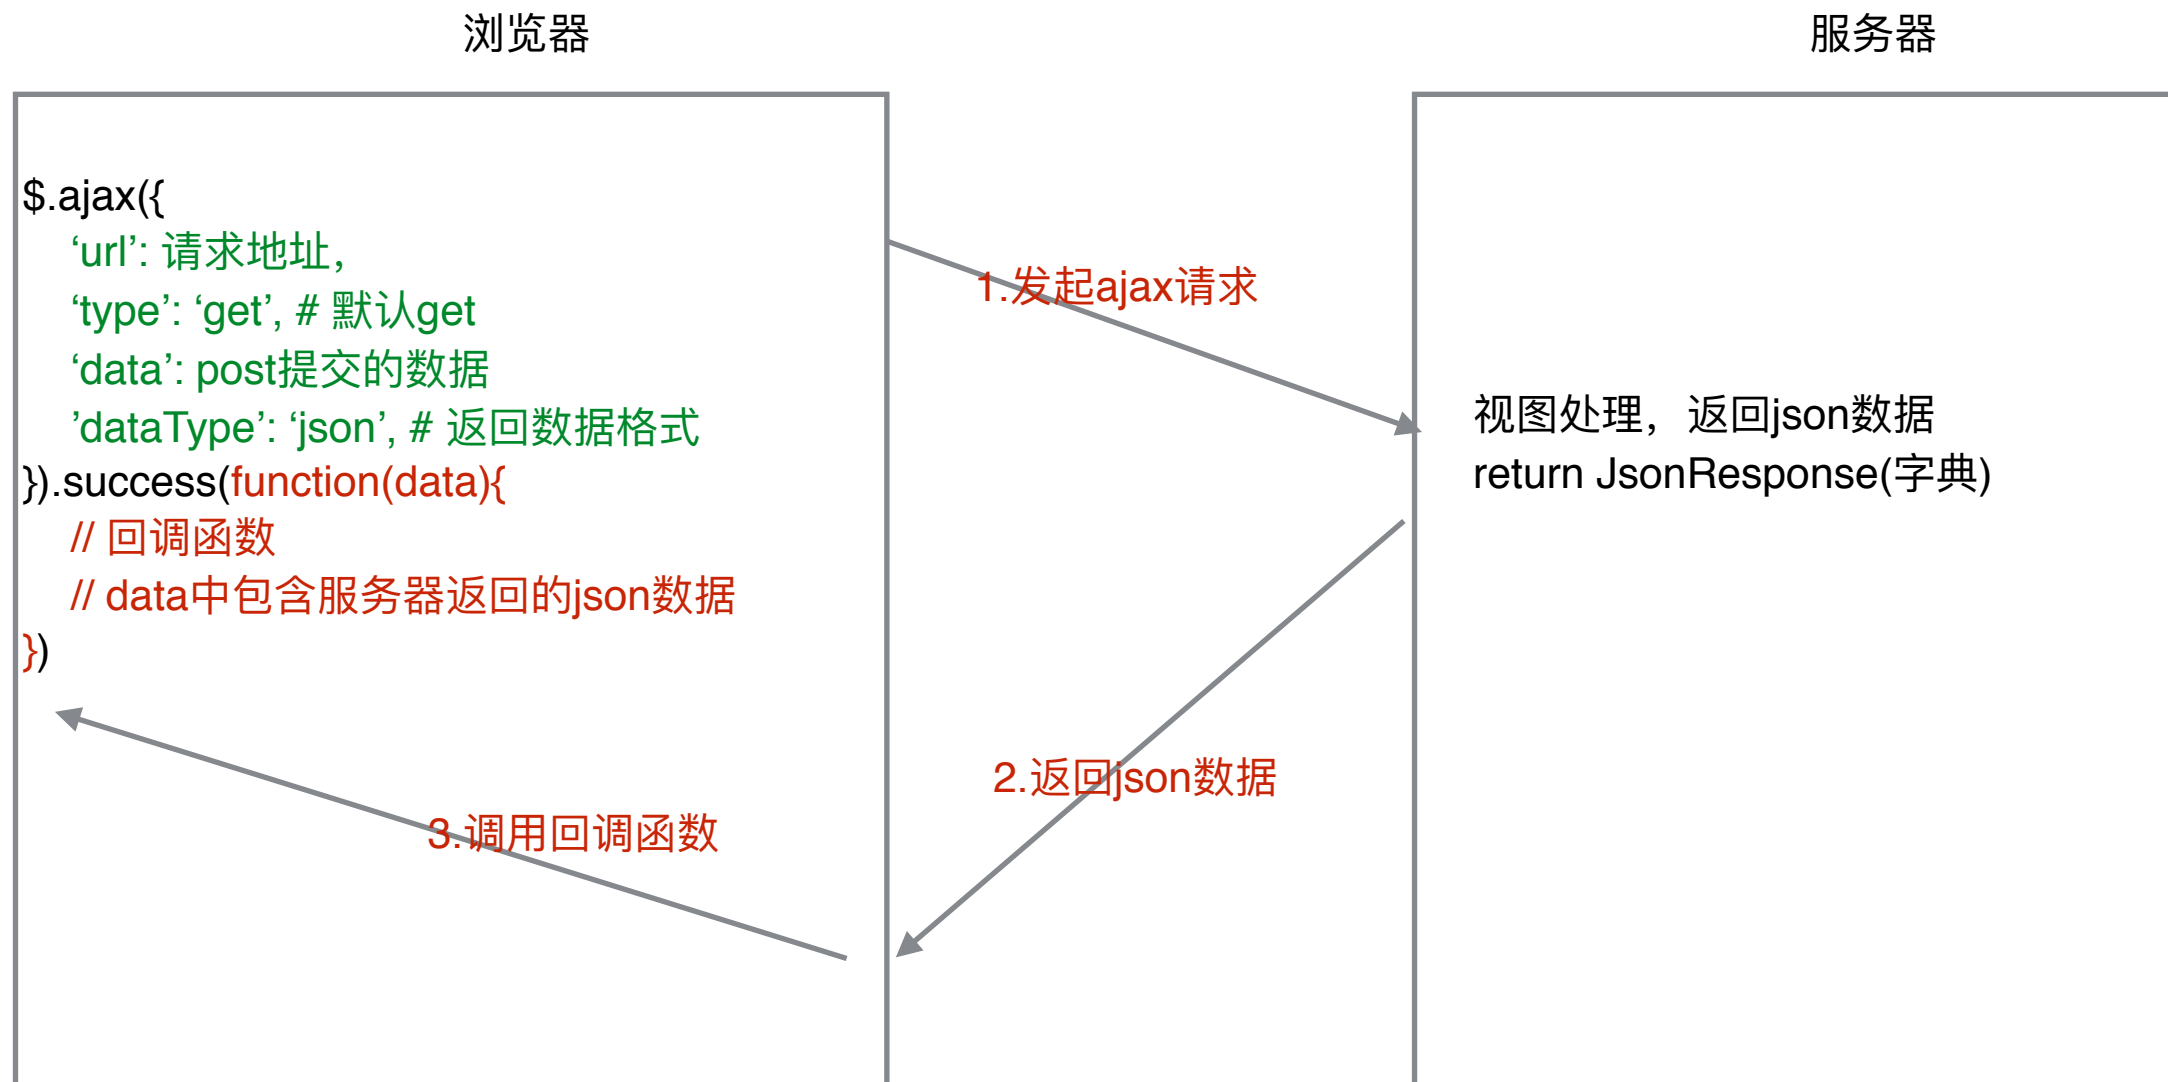 浏览器
服务器
$.ajax({
‘url’: 请求地址，
‘type’: ‘get’, # 默认get
‘data’: post提交的数据
’dataType’: ‘json’, # 返回数据格式
}).success(function(data){
// 回调函数
// data中包含服务器返回的json数据
})
1.发起ajax请求
视图处理，返回json数据
return JsonResponse(字典)
2.返回json数据
3.调用回调函数